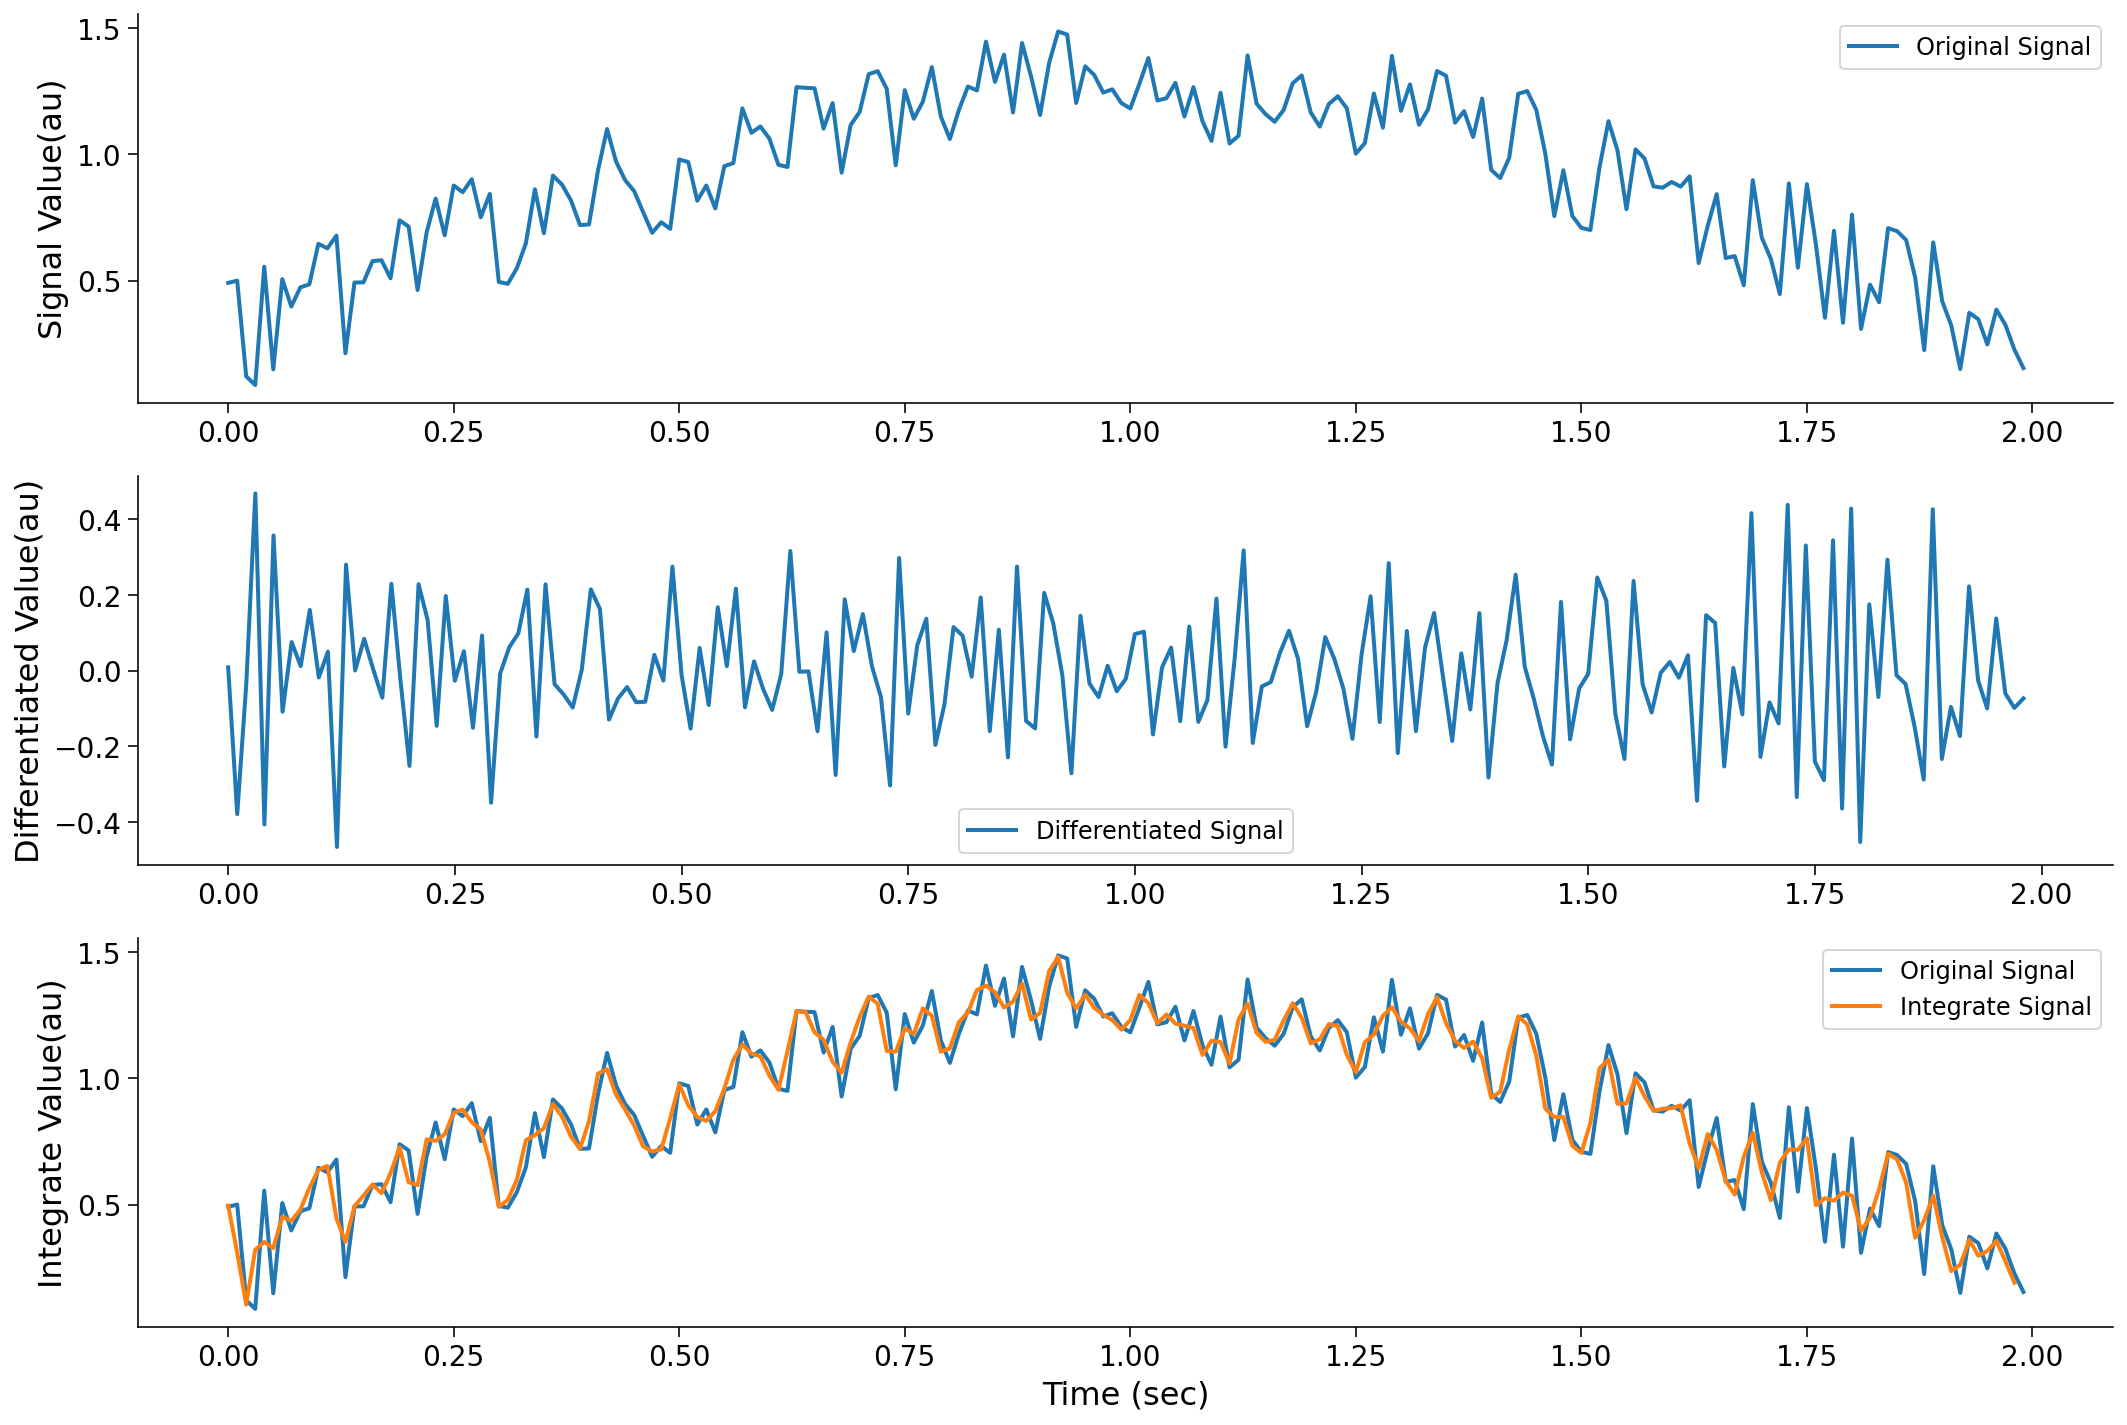 Signal Value(au)
1.5
1.0
0.5
Original Signal
0.00 0.25 0.50 0.75 1.00 1.25 1.50 1.75 2.00
Differentiated Value(au)
0.4
0.2
0.0
−0.2
−0.4
Differentiated Signal
0.00 0.25 0.50 0.75 1.00 1.25 1.50 1.75 2.00
Integrate Value(au)
1.5
1.0
0.5
Original Signal
Integrate Signal
0.00 0.25 0.50 0.75 1.00 1.25 1.50 1.75 2.00
Time (sec)